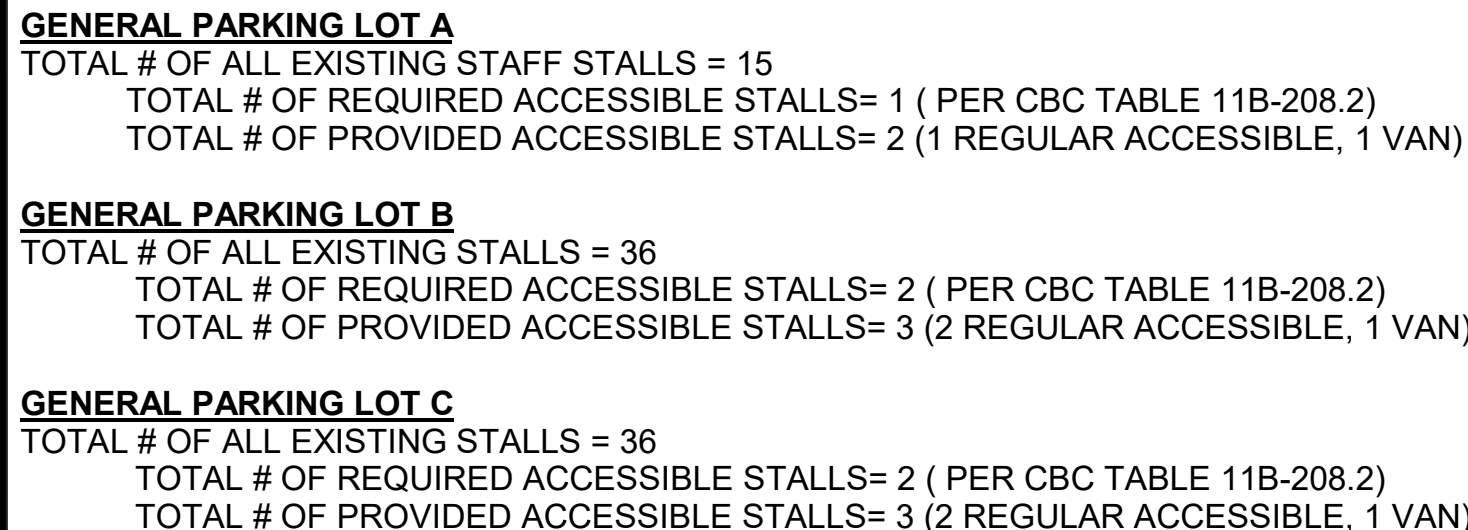 GENERAL PARKING LOT A
TOTAL # OF ALL EXISTING STAFF STALLS = 15
TOTAL # OF REQUIRED ACCESSIBLE STALLS= 1 ( PER CBC TABLE 11B-208.2)
TOTAL # OF PROVIDED ACCESSIBLE STALLS= 2 (1 REGULAR ACCESSIBLE, 1 VAN)
GENERAL PARKING LOT B
TOTAL # OF ALL EXISTING STALLS = 36
TOTAL # OF REQUIRED ACCESSIBLE STALLS= 2 ( PER CBC TABLE 11B-208.2)
TOTAL # OF PROVIDED ACCESSIBLE STALLS= 3 (2 REGULAR ACCESSIBLE, 1 VAN)
GENERAL PARKING LOT C
TOTAL # OF ALL EXISTING STALLS = 36
TOTAL # OF REQUIRED ACCESSIBLE STALLS= 2 ( PER CBC TABLE 11B-208.2)
TOTAL # OF PROVIDED ACCESSIBLE STALLS= 3 (2 REGULAR ACCESSIBLE, 1 VAN)